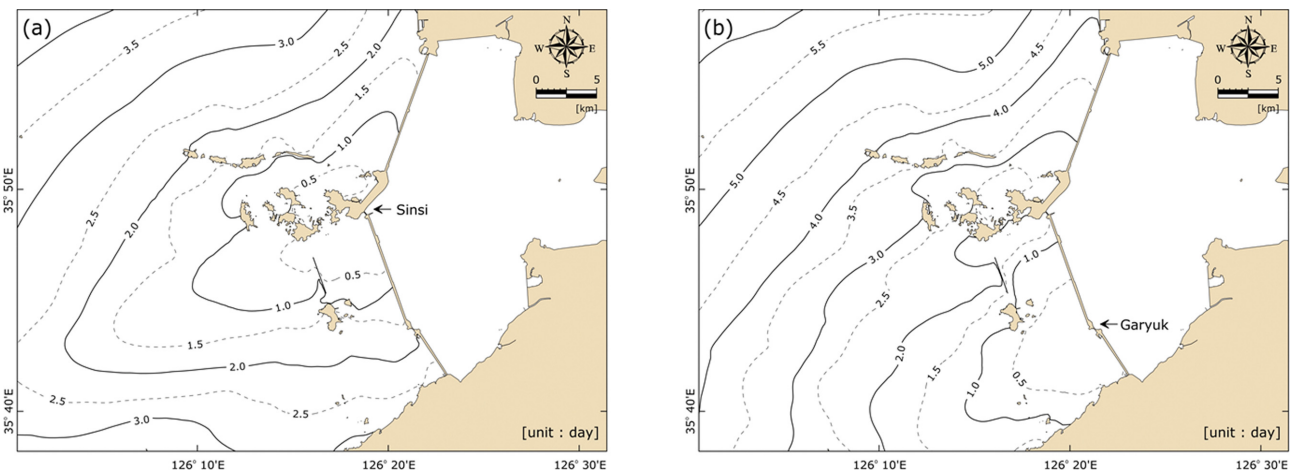 (a)
3.5
3.0
2.5
2.0
1.5
1.0
0.5
N
W E
S
0 5
[km]
35° 50'E
Sinsi
2.5
2.0
0.5
1.0
1.5
2.0
2.5
2.5
3.0
35° 40'E
[unit : day]
126° 10'E
126° 20'E
126° 30'E
(b)
5.5
5.0
4.5
4.0
N
W E
S
0 5
[km]
35° 50'E
5.0
4.5
4.0
3.5
3.0
2.5
2.0
1.5
1.0
1.0
0.5
Garyuk
35° 40'E
[unit : day]
126° 10'E
126° 20'E
126° 30'E